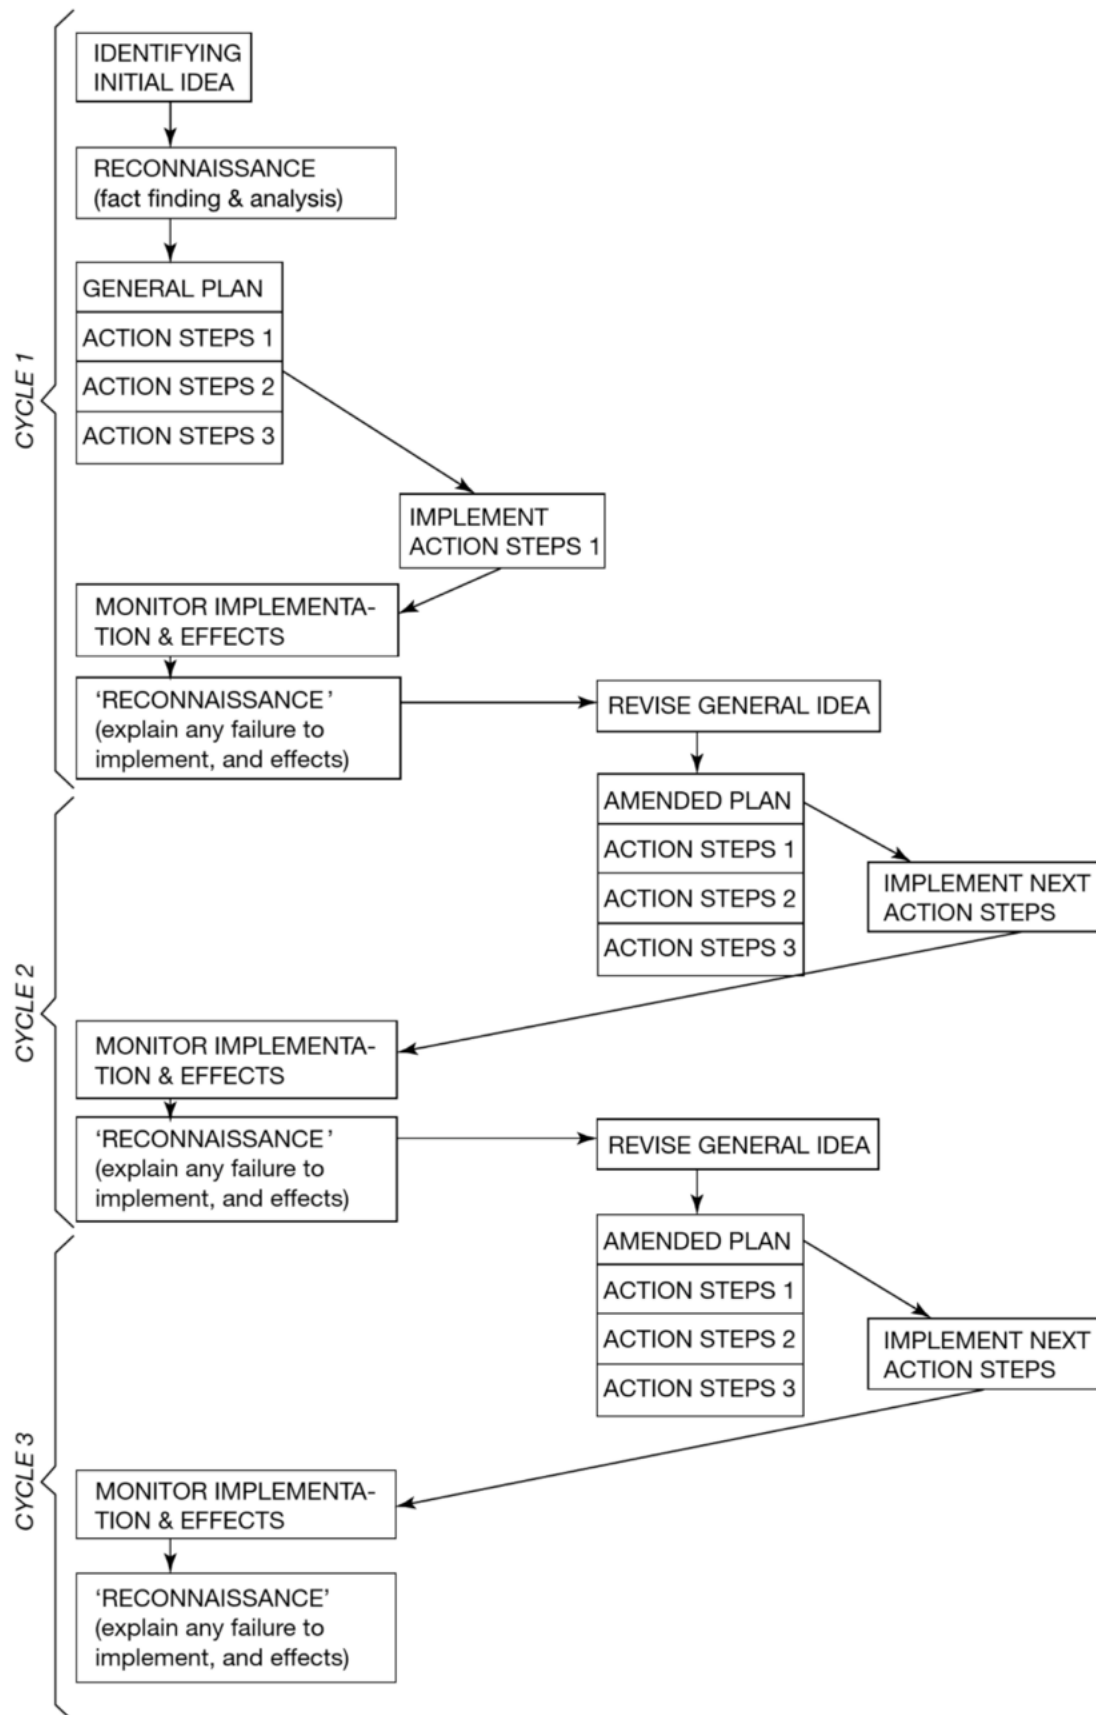 CYCLE 1
IDENTIFYING
INITIAL IDEA
RECONNAISSANCE
(fact finding & analysis)
GENERAL PLAN
ACTION STEPS 1
ACTION STEPS 2
ACTION STEPS 3
IMPLEMENT
ACTION STEPS 1
MONITOR IMPLEMENTA-
TION & EFFECTS
‘RECONNAISSANCE’
(explain any failure to
implement, and effects)
REVISE GENERAL IDEA
CYCLE 2
AMENDED PLAN
ACTION STEPS 1
ACTION STEPS 2
ACTION STEPS 3
IMPLEMENT NEXT
ACTION STEPS
MONITOR IMPLEMENTA-
TION & EFFECTS
‘RECONNAISSANCE’
(explain any failure to
implement, and effects)
REVISE GENERAL IDEA
CYCLE 3
AMENDED PLAN
ACTION STEPS 1
ACTION STEPS 2
ACTION STEPS 3
IMPLEMENT NEXT
ACTION STEPS
MONITOR IMPLEMENTA-
TION & EFFECTS
‘RECONNAISSANCE’
(explain any failure to
implement, and effects)